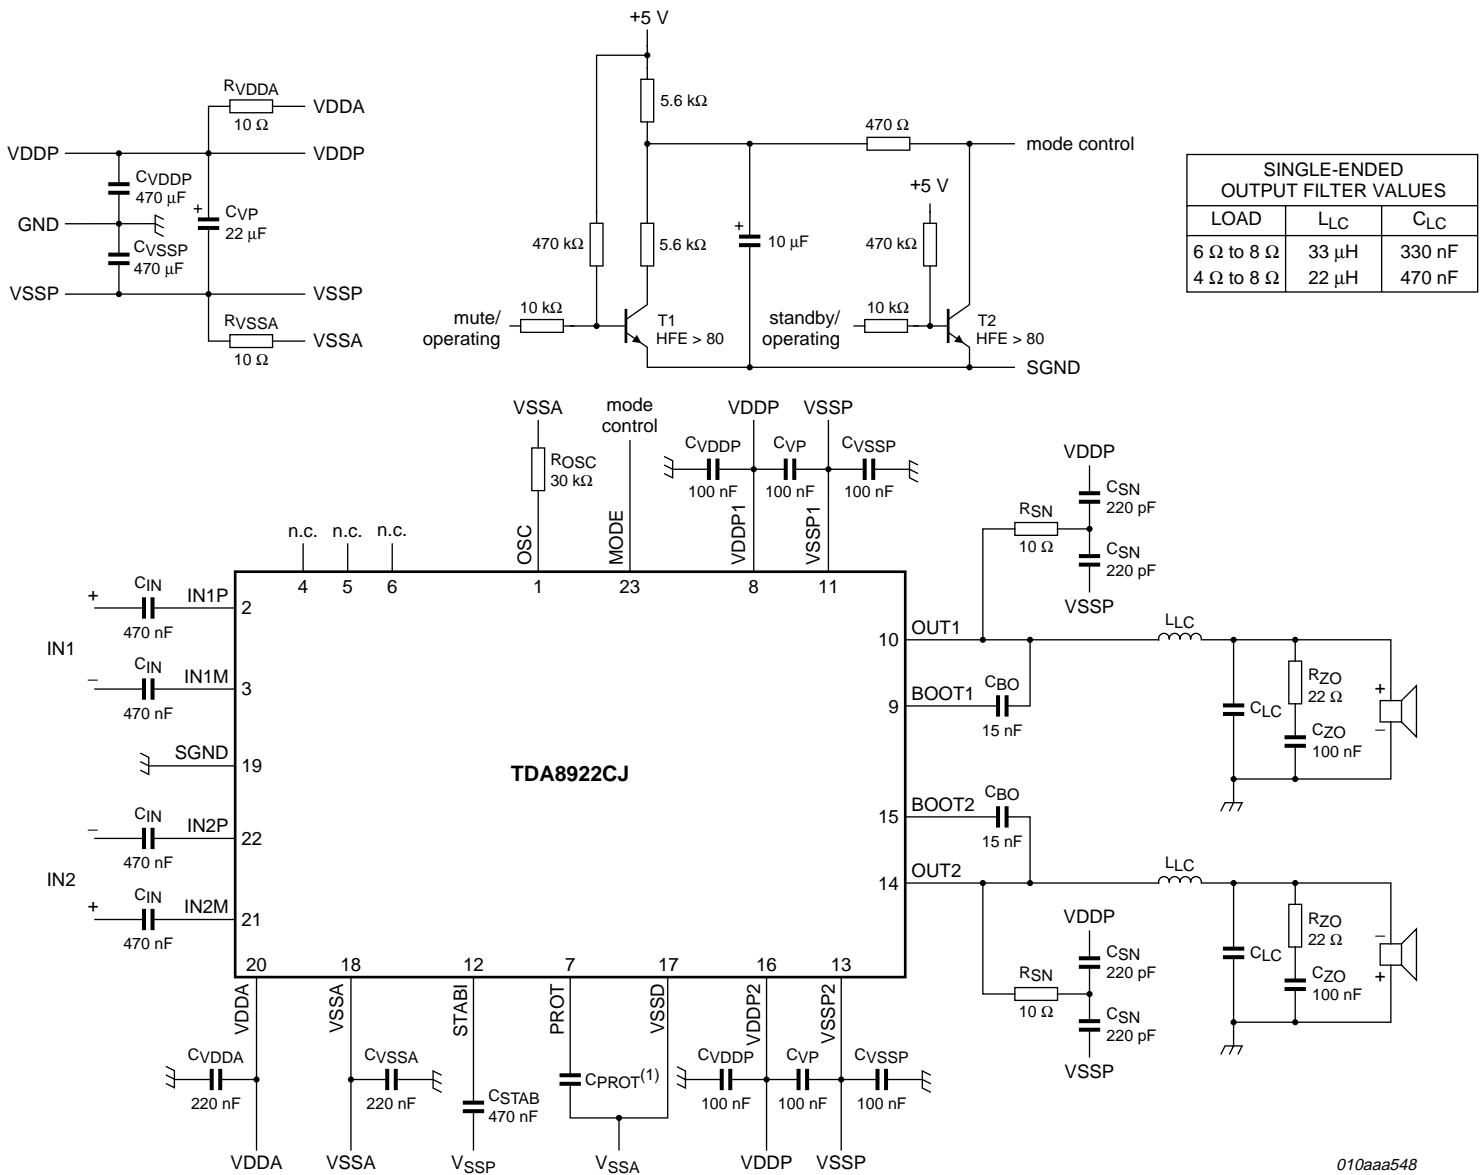 +5 V
RVDDA
10 Ω
VDDA
VDDP
VDDP
CVDDP
470 μF
GND
+
CVP
22 μF
CVSSP
470 μF
VSSP
VSSP
RVSSA
10 Ω
VSSA
5.6 kΩ
470 Ω
mode control
+5 V
470 kΩ
5.6 kΩ
+
10 μF
470 kΩ
mute/
operating
10 kΩ
T1
HFE > 80
standby/
operating
10 kΩ
T2
HFE > 80
SGND
SINGLE-ENDED
OUTPUT FILTER VALUES
LOAD LLC CLC
6 Ω to 8 Ω 33 μH 330 nF
4 Ω to 8 Ω 22 μH 470 nF
VSSA
mode
control
VDDP
VSSP
ROSC
30 kΩ
CVDDP
100 nF
CVP
100 nF
CVSSP
100 nF
n.c.
n.c.
n.c.
OSC
MODE
VDDP1
VSSP1
4
5
6
1
23
8
11
VDDP
CSN
220 pF
RSN
10 Ω
CSN
220 pF
VSSP
IN1
+
CIN
470 nF
IN1P
2
–
CIN
470 nF
IN1M
3
SGND
19
IN2
–
CIN
470 nF
IN2P
22
+
CIN
470 nF
IN2M
21
TDA8922CJ
10
OUT1
LLC
9
BOOT1
CBO
15 nF
CLC
RZO
22 Ω
CZO
100 nF
+
–
15
BOOT2
CBO
15 nF
14
OUT2
LLC
VDDP
CSN
220 pF
RSN
10 Ω
CSN
220 pF
VSSP
CLC
RZO
22 Ω
CZO
100 nF
–
+
20
18
12
7
17
16
13
VDDA
VSSA
STABI
PROT
VSSD
VDDP2
VSSP2
CVDDA
220 nF
CVSSA
220 nF
CSTAB
470 nF
CPROT(1)
CVDDP
100 nF
CVP
100 nF
CVSSP
100 nF
VDDA
VSSA
VSSP
VSSA
VDDP
VSSP
010aaa548